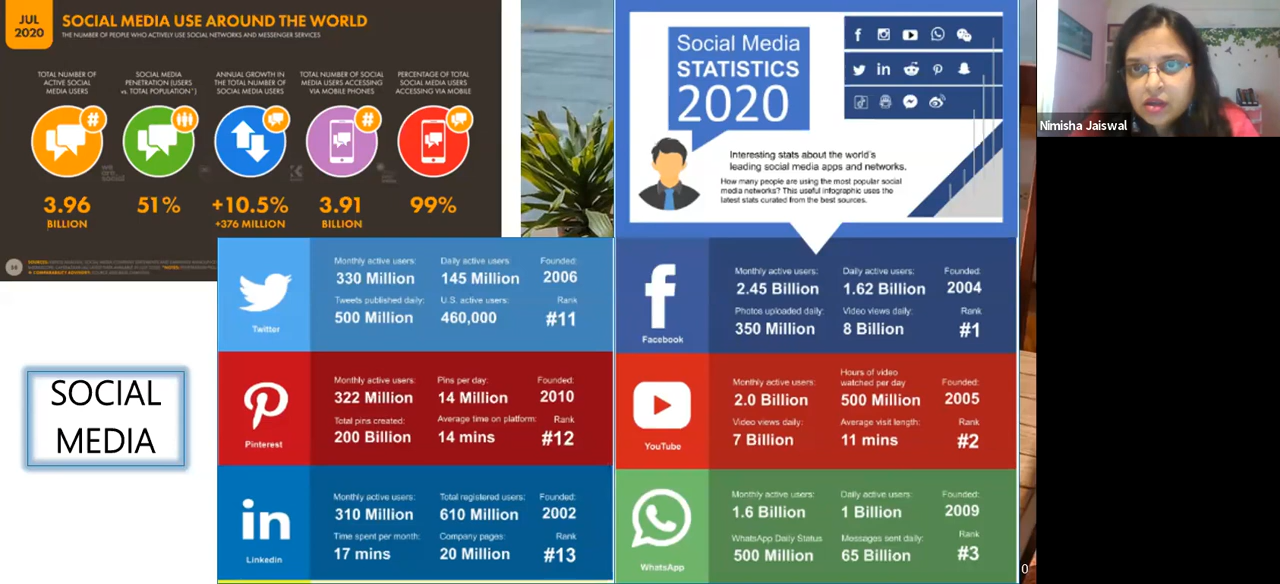 JUL
2020
SOCIAL MEDIA USE AROUND THE WORLD
THE NUMBER OF PEOPLE WHO ACTIVELY USE SOCIAL NETWORKS AND MESSENGER SERVICES
TOTAL NUMBER OF
ACTIVE SOCIAL
MEDIA USERS
SOCIAL MEDIA
PENETRATION (USERS
vs. TOTAL POPULATION*)
ANNUAL GROWTH IN
THE TOTAL NUMBER OF
SOCIAL MEDIA USERS
TOTAL NUMBER OF SOCIAL
MEDIA USERS ACCESSING
VIA MOBILE PHONES
PERCENTAGE OF TOTAL
SOCIAL MEDIA USERS
ACCESSING VIA MOBILE
3.96
BILLION
51%
+10.5%
+376 MILLION
3.91
BILLION
99%
we
are
social
Social Media
STATISTICS
2020
Interesting stats about the world's
leading social media apps and networks.
How many people are using the most popular social
media networks? This useful infographic uses the
latest stats curated from the best sources.
Nimisha Jaiswal
SOCIAL
MEDIA
Twitter
Monthly active users:
330 Million
Daily active users:
145 Million
Founded:
2006
Tweets published daily:
500 Million
U.S. active users:
460,000
Rank
#11
Facebook
Monthly active users:
2.45 Billion
Daily active users:
1.62 Billion
Founded:
2004
Photos uploaded daily:
350 Million
Video views daily:
8 Billion
Rank
#1
Pinterest
Monthly active users:
322 Million
Pins per day:
14 Million
Founded:
2010
Total pins created:
200 Billion
Average time on platform:
14 mins
Rank
#12
YouTube
Monthly active users:
2.0 Billion
Hours of video
watched per day
500 Million
Founded:
2005
Video views daily:
7 Billion
Average visit length:
11 mins
Rank
#2
in
Linkedin
Monthly active users:
310 Million
Total registered users:
610 Million
Founded:
2002
Time spent per month:
17 mins
Company pages:
20 Million
Rank
#13
WhatsApp
Monthly active users:
1.6 Billion
Daily active users:
1 Billion
Founded:
2009
WhatsApp Daily Status
500 Million
Messages sent daily:
65 Billion
Rank
#3
0